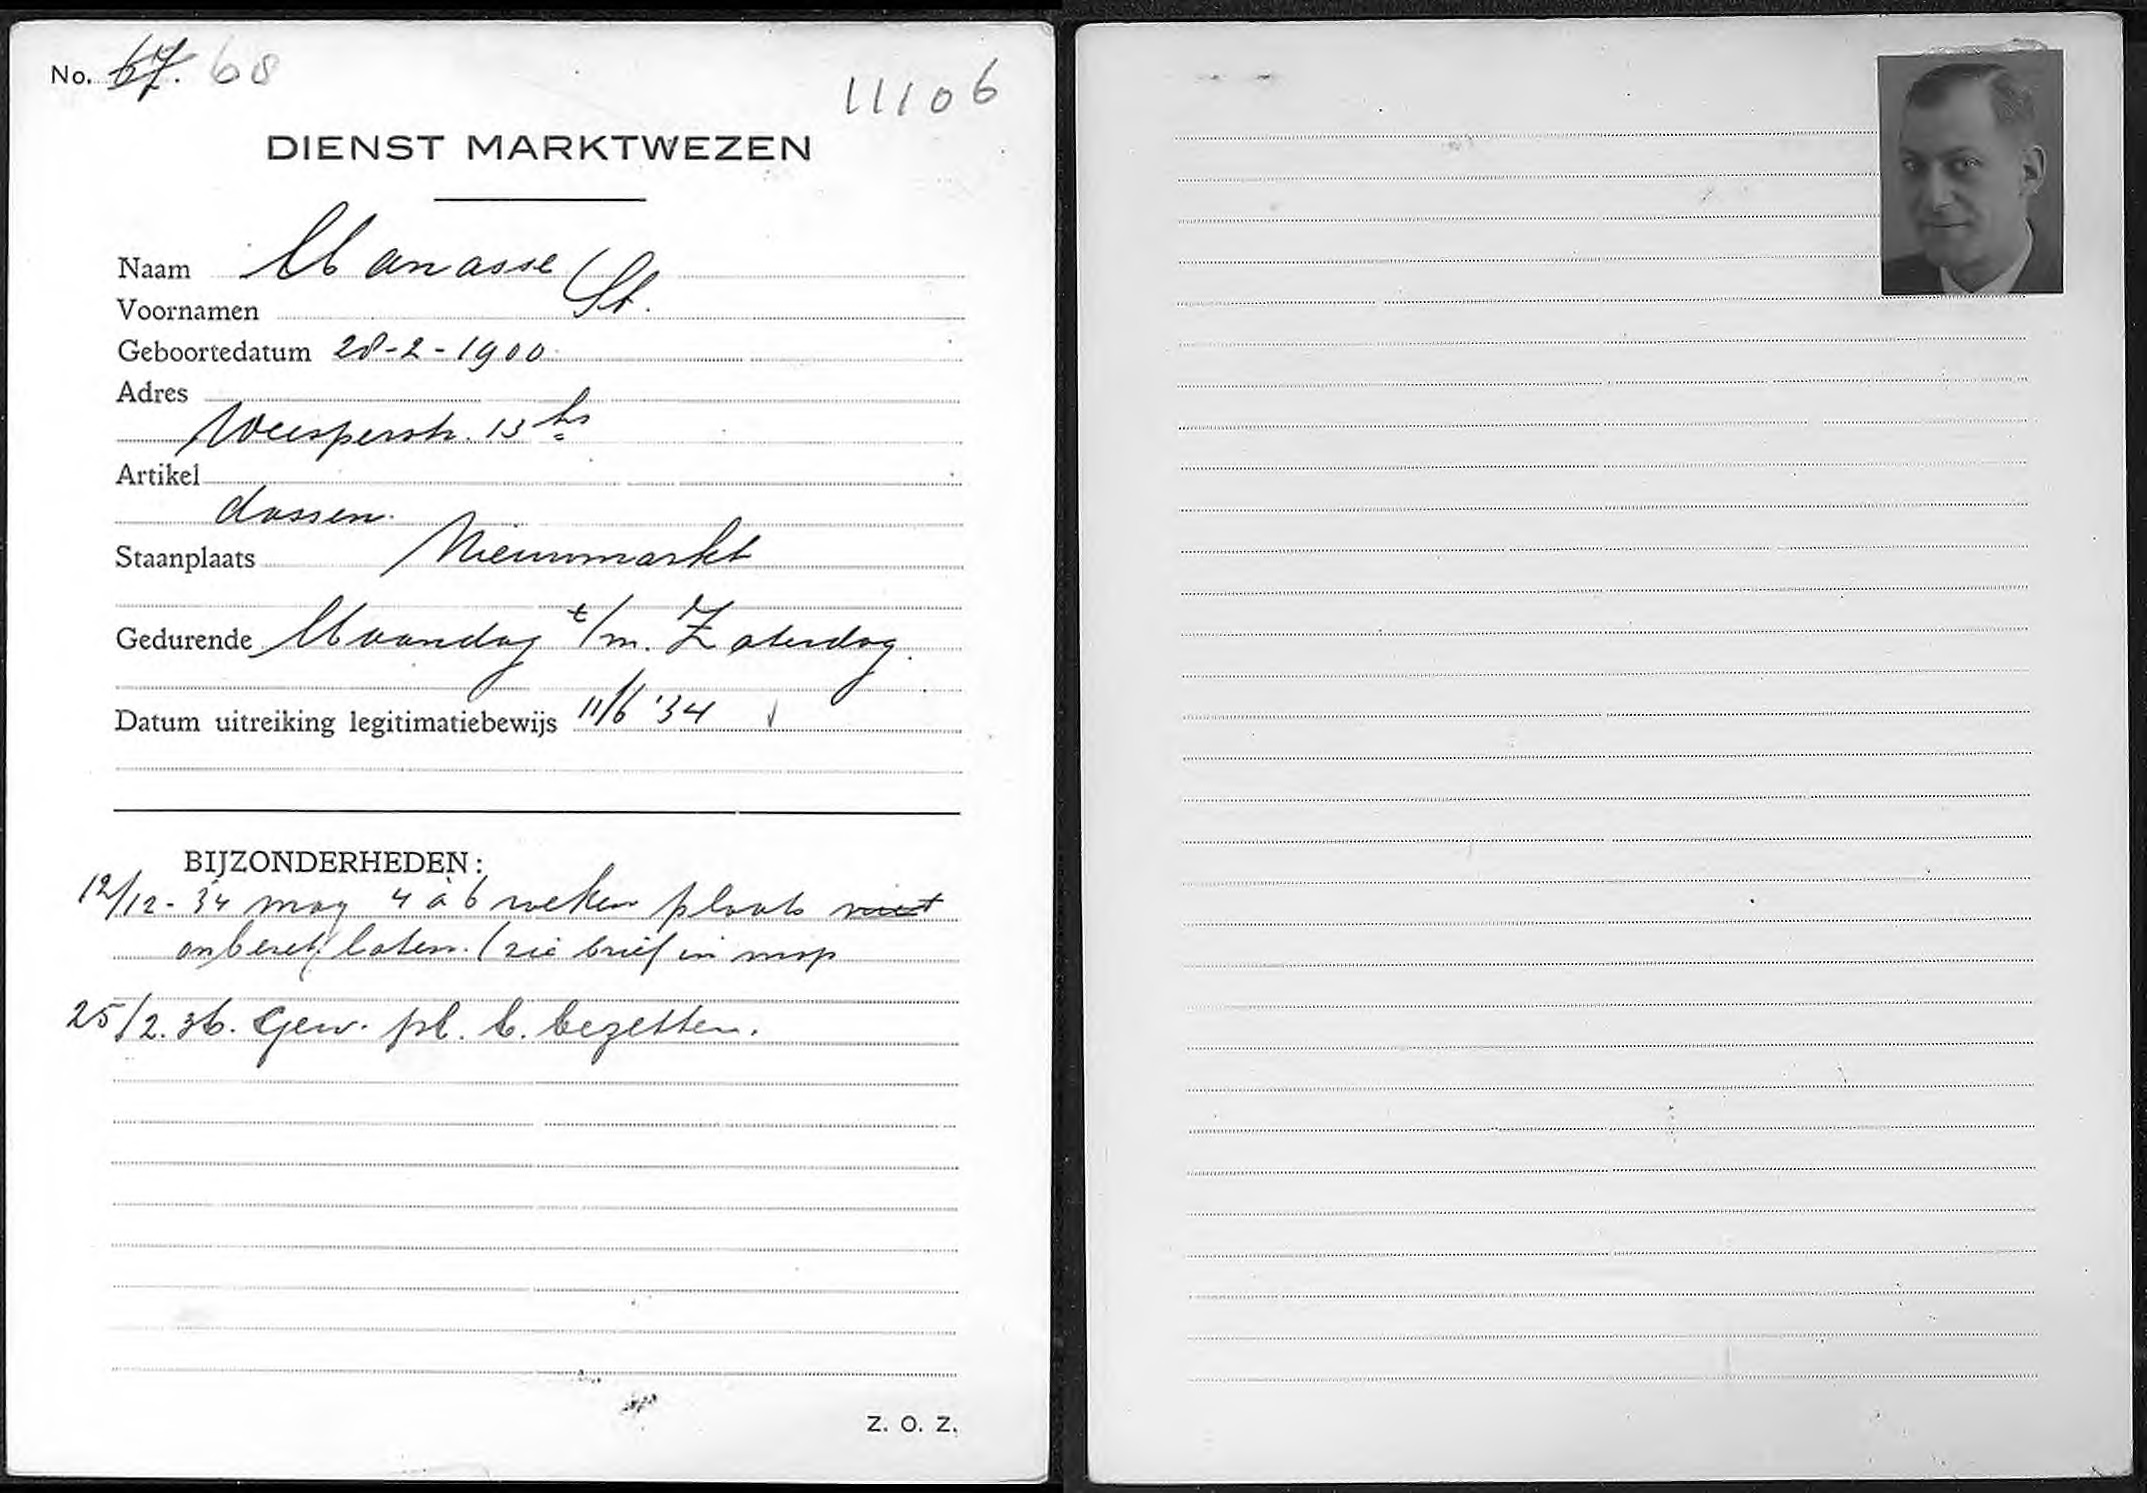 No. 67. 68
11106
DIENST MARKTWEZEN
Naam Manasse
Voornamen St.
Geboortedatum 28-2-1900
Adres
Weesperstr. 13 hs
Artikel
dassen.
Staanplaats Nieuwmarkt
Gedurende Maandag t/m. Zaterdag.
Datum uitreiking legitimatiebewijs 11/6 '34
BIJZONDERHEDEN:
12/12-34 mag 4 à 6 weken plaats niet
onbezet laten. (zie brief in map
25/2.36. Gew. pl. te bezetten.
Z. O. Z.